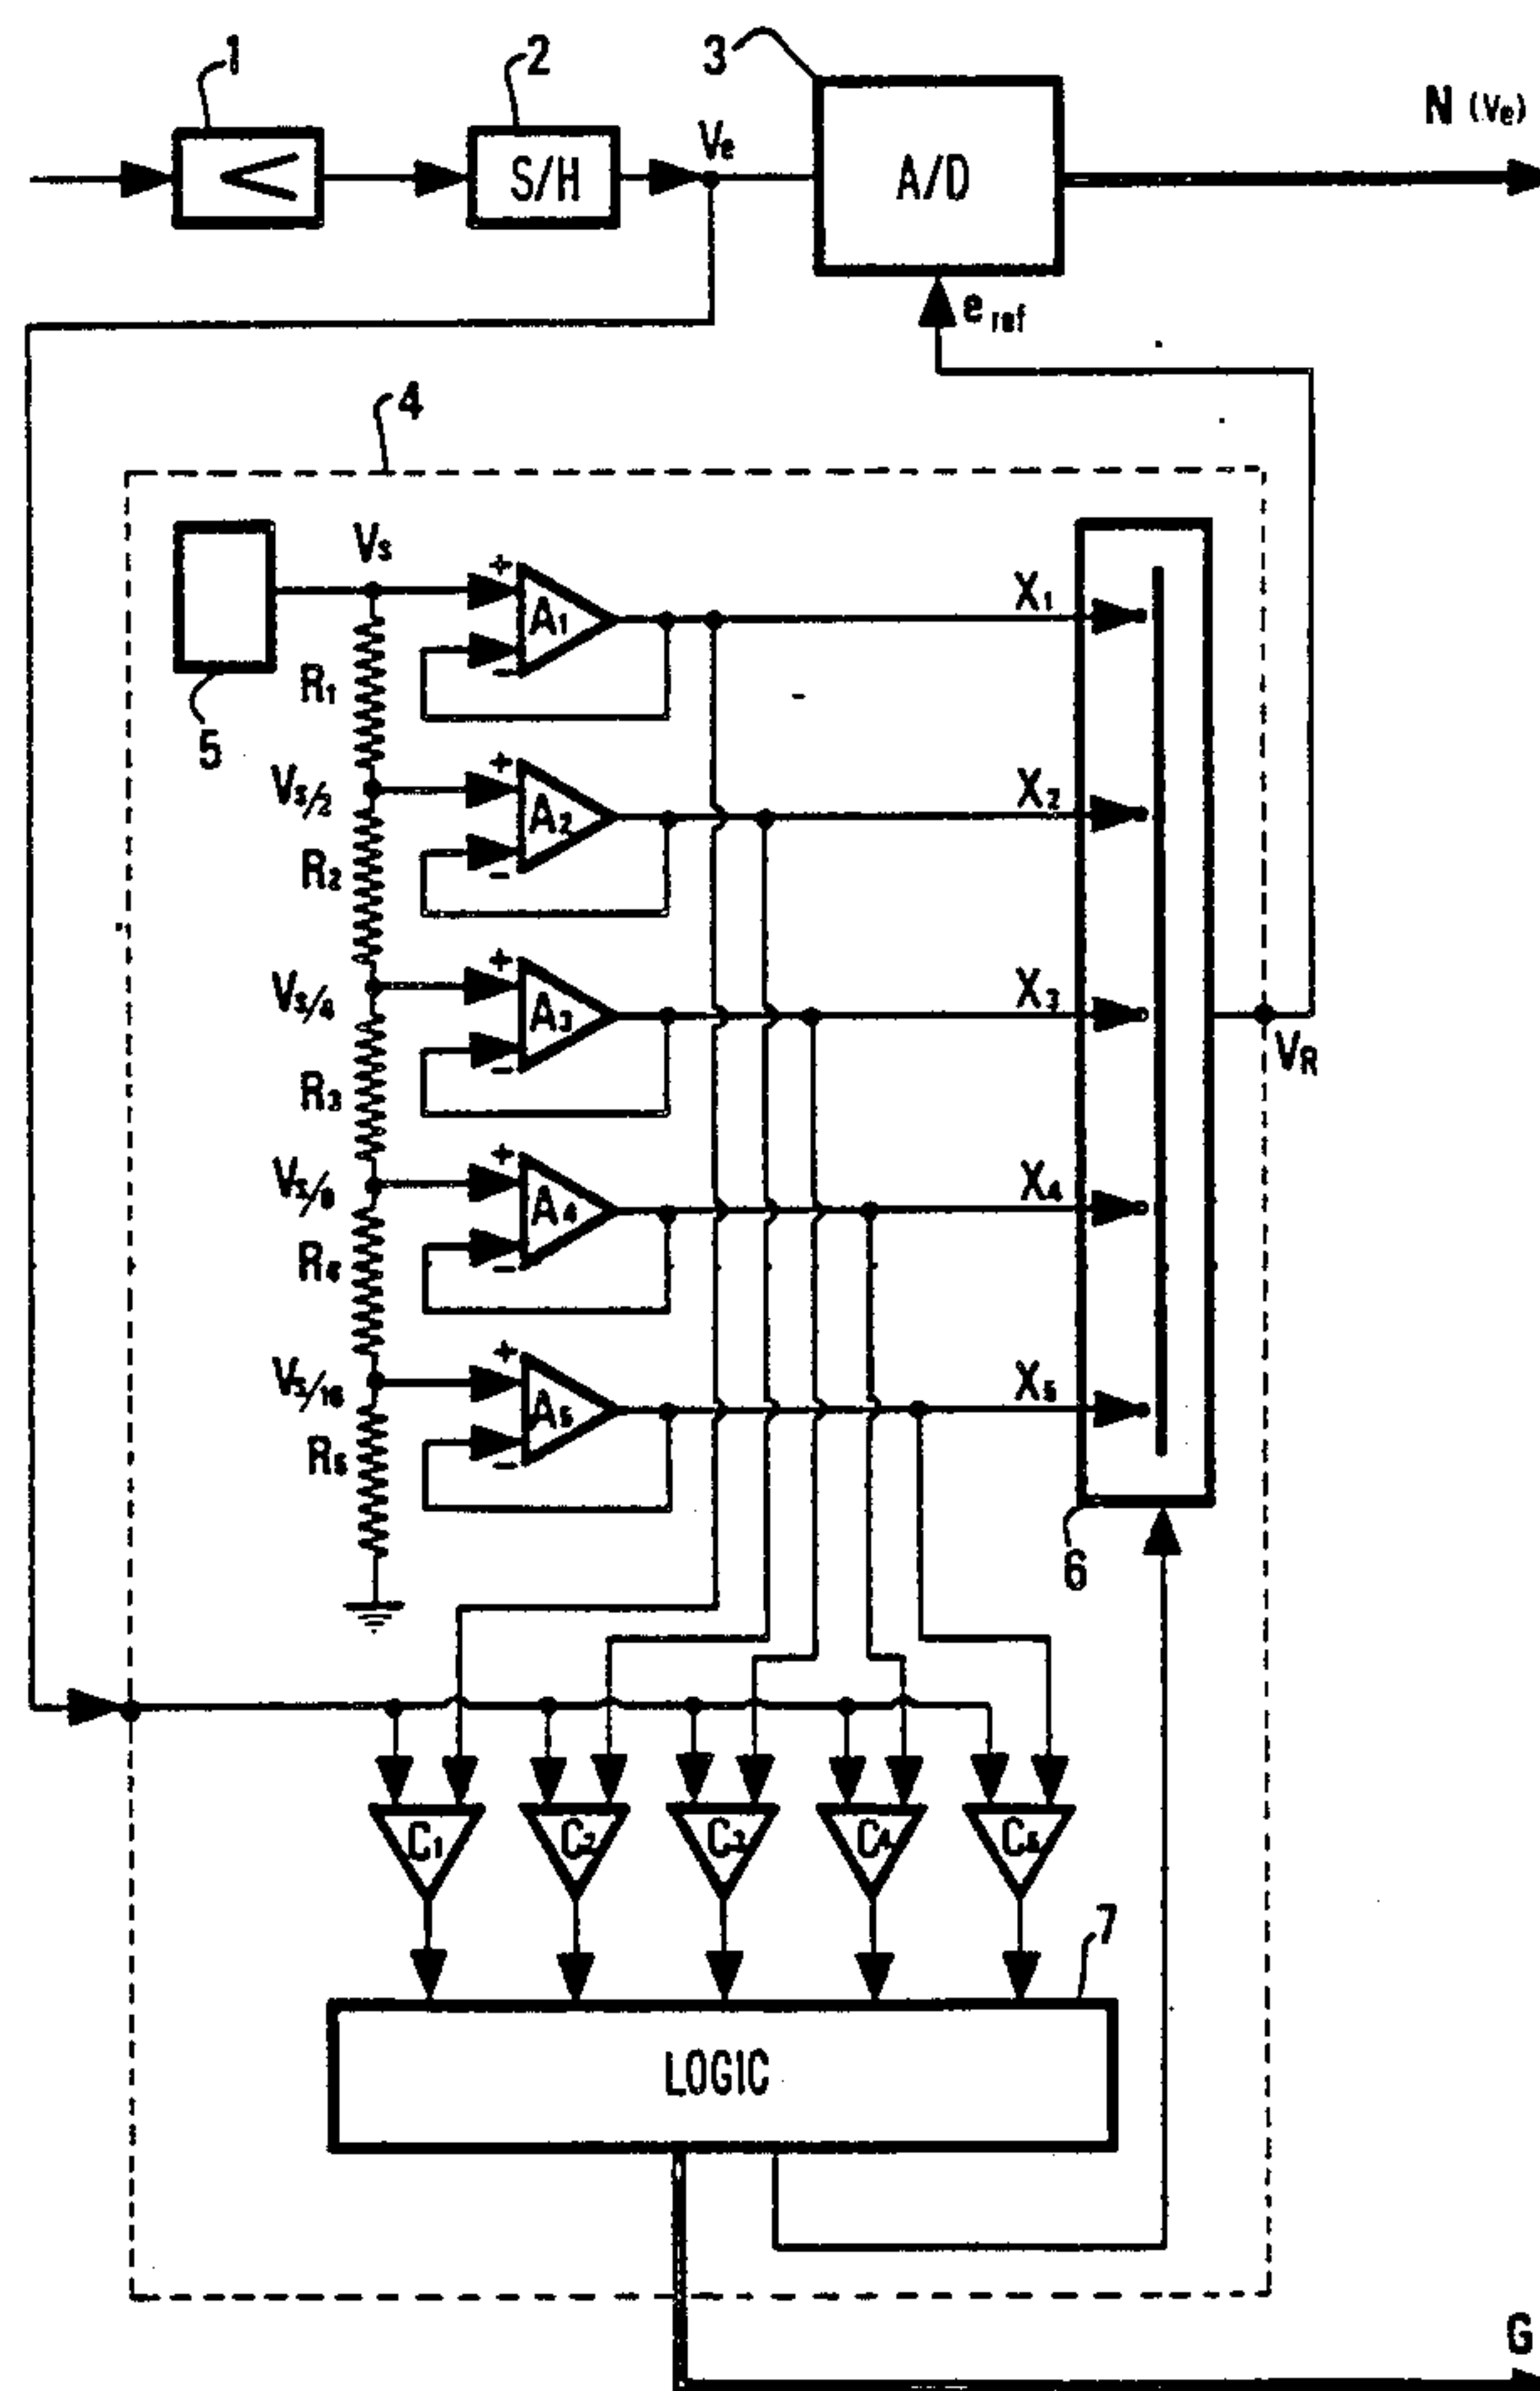 1
2
3
N (Ve)
Ve
S/H
A/D
<
e ref
4
Vs
+
X1
A1
-
R1
5
+
Vs/2
X2
A2
R2
-
+
Vs/4
X3
A3
-
VR
R3
+
Vs/8
X4
A4
R4
-
+
Vs/16
X5
A5
R5
-
6
C1
C2
C3
C4
C5
7
LOGIC
G